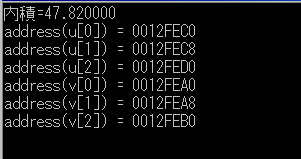 内積=47.820000
address(u[0]) = 0012FEC0
address(u[1]) = 0012FEC8
address(u[2]) = 0012FED0
address(v[0]) = 0012FEA0
address(v[1]) = 0012FEA8
address(v[2]) = 0012FEB0